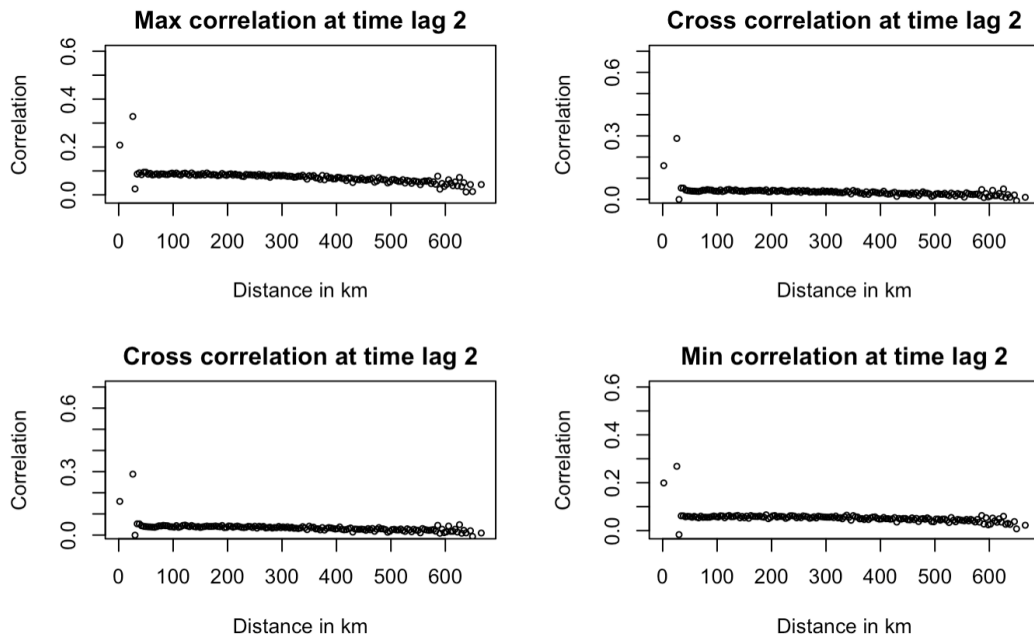 Max correlation at time lag 2
Correlation
0.0 0.2 0.4 0.6
0 100 200 300 400 500 600
Distance in km
Cross correlation at time lag 2
Correlation
0.0 0.3 0.6
0 100 200 300 400 500 600
Distance in km
Cross correlation at time lag 2
Correlation
0.0 0.3 0.6
0 100 200 300 400 500 600
Distance in km
Min correlation at time lag 2
Correlation
0.0 0.2 0.4 0.6
0 100 200 300 400 500 600
Distance in km